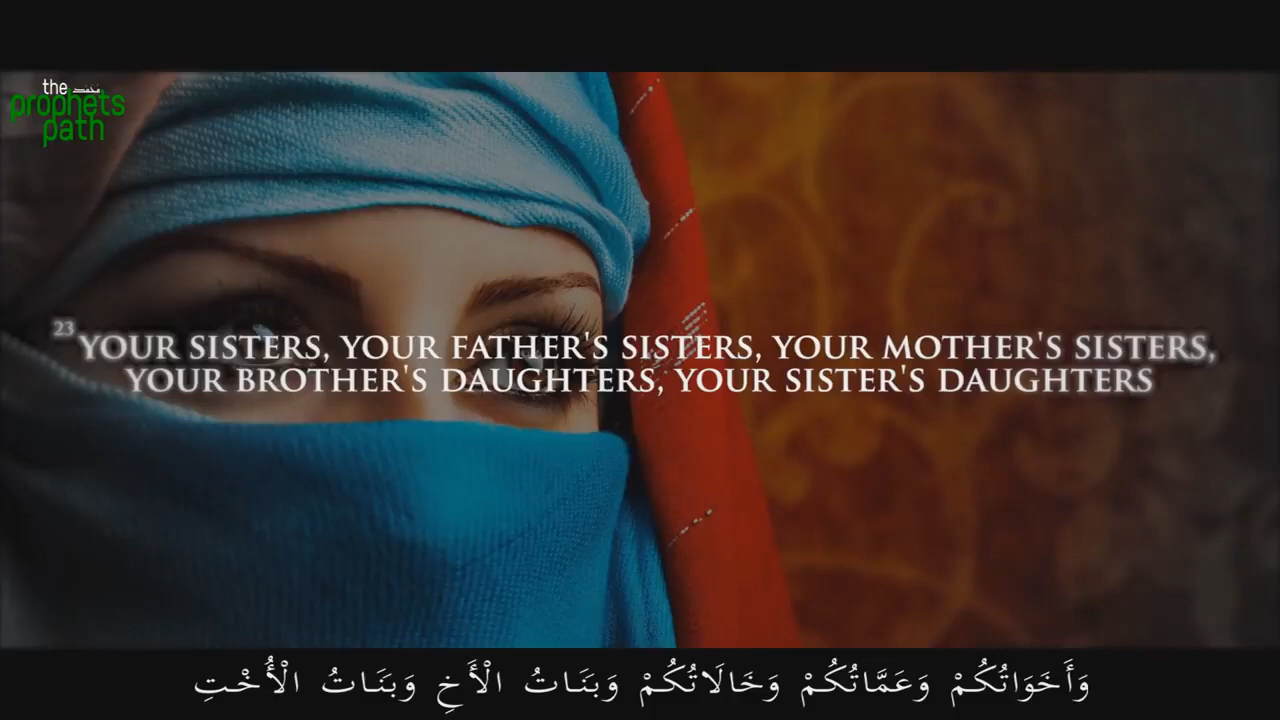 the محمد
prophets
path
23 YOUR SISTERS, YOUR FATHER'S SISTERS, YOUR MOTHER'S SISTERS,
YOUR BROTHER'S DAUGHTERS, YOUR SISTER'S DAUGHTERS
وَأَخَوَاتُكُمْ وَعَمَّاتُكُمْ وَخَالَاتُكُمْ وَبَنَاتُ الْأَخِ وَبَنَاتُ الْأُخْتِ